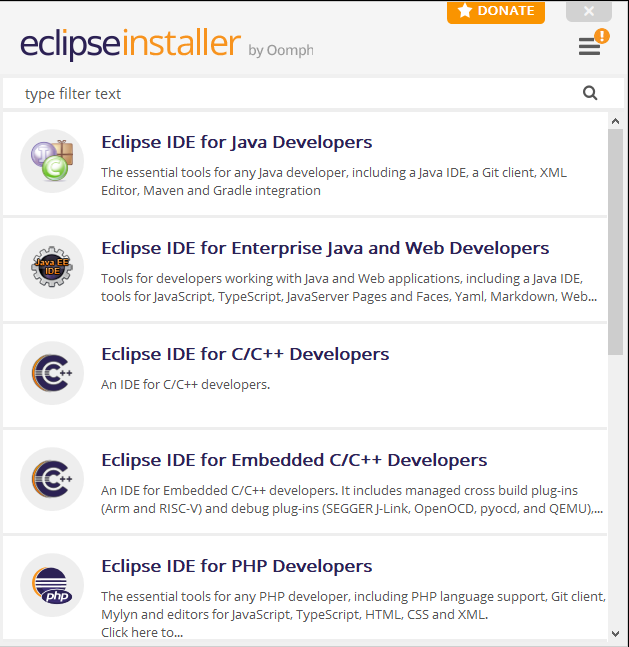 DONATE
eclipseinstaller by Oomph
type filter text
Eclipse IDE for Java Developers
The essential tools for any Java developer, including a Java IDE, a Git client, XML
Editor, Maven and Gradle integration
Java EE
IDE
Eclipse IDE for Enterprise Java and Web Developers
Tools for developers working with Java and Web applications, including a Java IDE,
tools for JavaScript, TypeScript, JavaServer Pages and Faces, Yaml, Markdown, Web...
C++
Eclipse IDE for C/C++ Developers
An IDE for C/C++ developers.
C++
Eclipse IDE for Embedded C/C++ Developers
An IDE for Embedded C/C++ developers. It includes managed cross build plug-ins
(Arm and RISC-V) and debug plug-ins (SEGGER J-Link, OpenOCD, pyocd, and QEMU),...
php
Eclipse IDE for PHP Developers
The essential tools for any PHP developer, including PHP language support, Git client,
Mylyn and editors for JavaScript, TypeScript, HTML, CSS and XML.
Click here to...